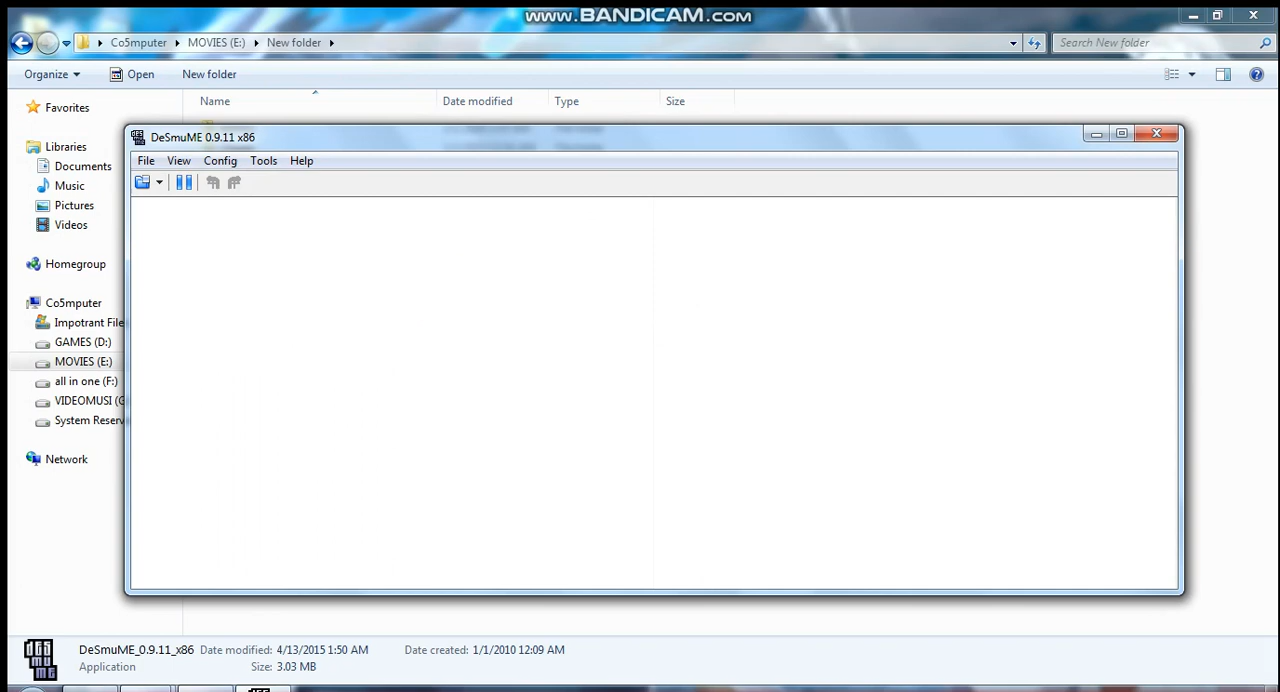 WWW.BANDICAM.COM
Co5mputer
MOVIES (E:)
New folder
Search New folder
Organize
Open
New folder
Favorites
Name
Date modified
Type
Size
DeSmuME 0.9.11 x86
File
View
Config
Tools
Help
Libraries
Documents
Music
Pictures
Videos
Homegroup
Co5mputer
Impotrant File
GAMES (D:)
MOVIES (E:)
all in one (F:)
VIDEOMUSI (G
System Reserv
Network
DeSmuME_0.9.11_x86 Date modified: 4/13/2015 1:50 AM Date created: 1/1/2010 12:09 AM
Application Size: 3.03 MB